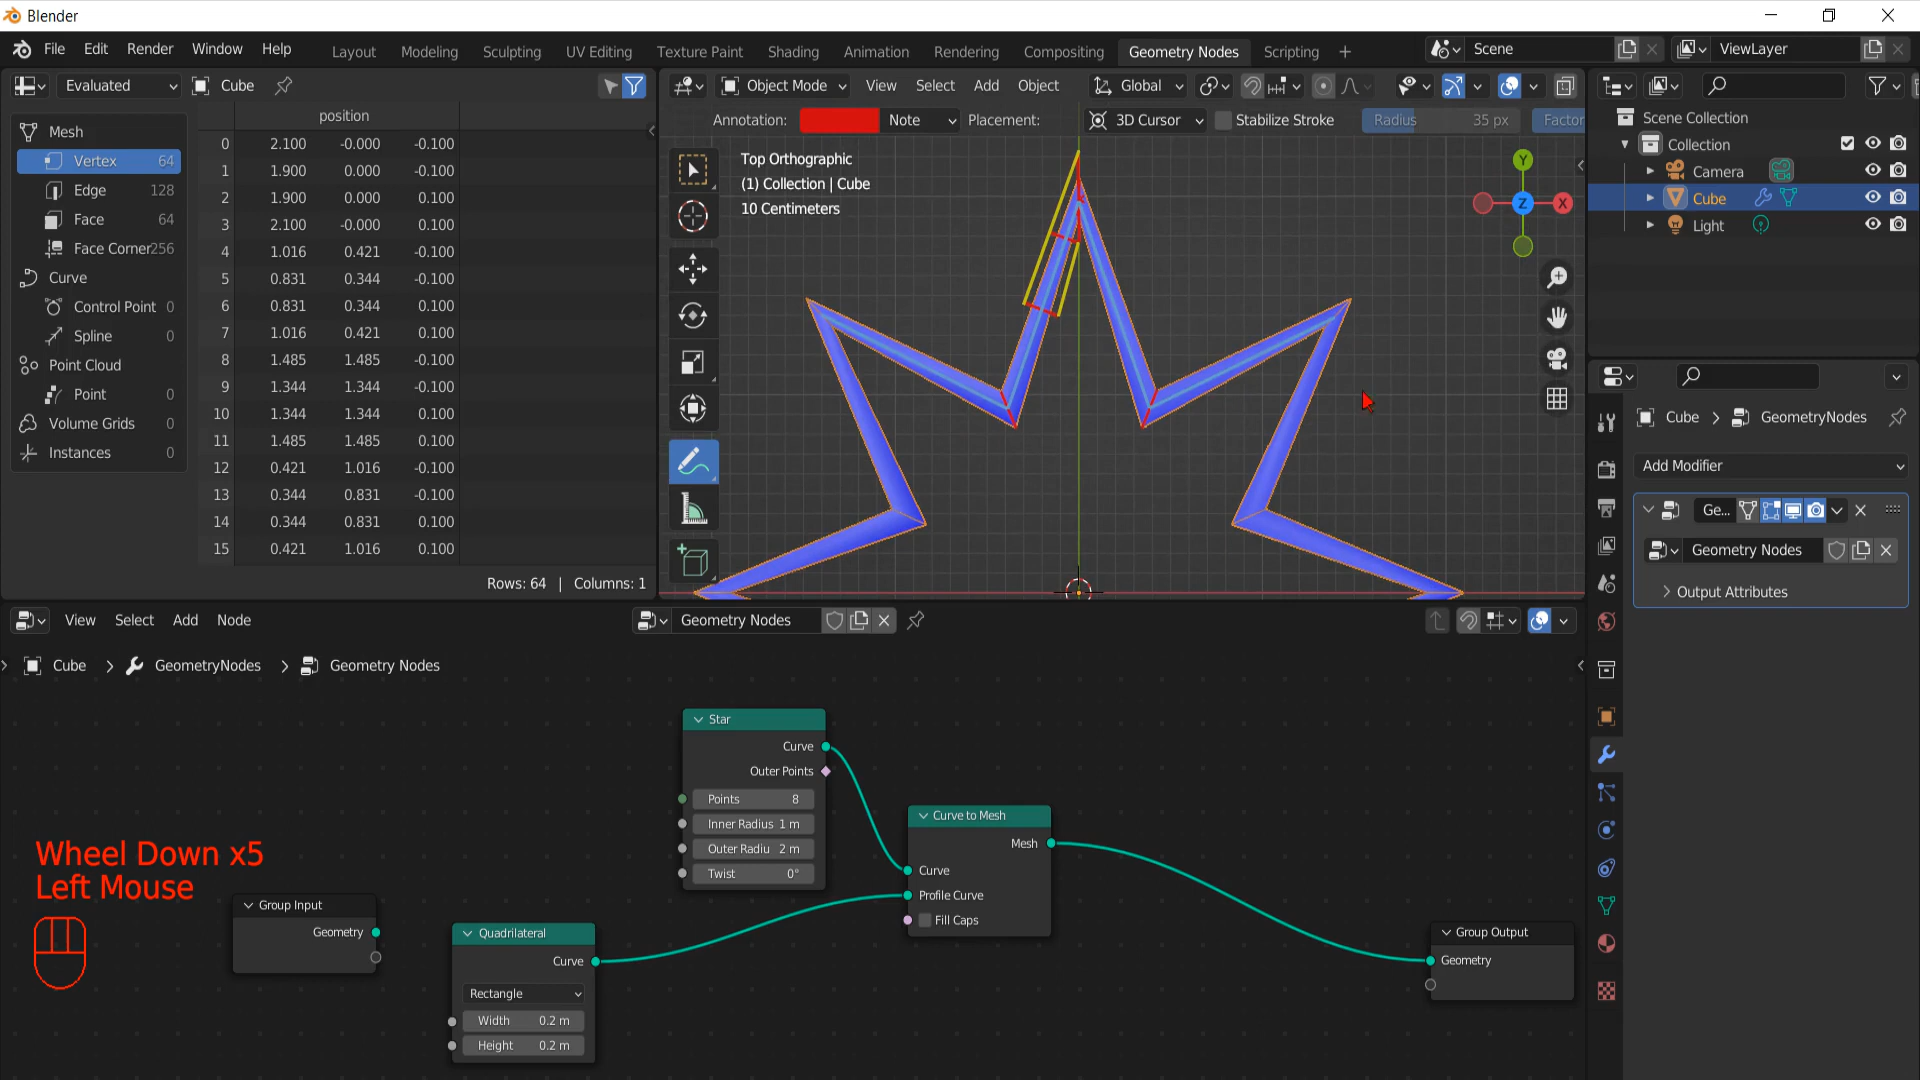 Blender
File Edit Render Window Help
Layout Modeling Sculpting UV Editing Texture Paint Shading Animation Rendering Compositing Geometry Nodes Scripting +
Scene
ViewLayer
Evaluated
Cube
Object Mode
View Select Add Object
Global
Annotation: Note Placement: 3D Cursor Stabilize Stroke Radius 35 px Factor
position
Mesh
Vertex 64
Edge 128
Face 64
Face Corner 256
Curve
Control Point 0
Spline 0
Point Cloud
Point 0
Volume Grids 0
Instances 0
0 2.100 -0.000 -0.100
1 1.900 0.000 -0.100
2 1.900 0.000 0.100
3 2.100 -0.000 0.100
4 1.016 0.421 -0.100
5 0.831 0.344 -0.100
6 0.831 0.344 0.100
7 1.016 0.421 0.100
8 1.485 1.485 -0.100
9 1.344 1.344 -0.100
10 1.344 1.344 0.100
11 1.485 1.485 0.100
12 0.421 1.016 -0.100
13 0.344 0.831 -0.100
14 0.344 0.831 0.100
15 0.421 1.016 0.100
Rows: 64 | Columns: 1
Top Orthographic
(1) Collection | Cube
10 Centimeters
Y
Z
X
Scene Collection
Collection
Camera
Cube
Light
Cube > GeometryNodes
Add Modifier
Ge...
Geometry Nodes
> Output Attributes
View Select Add Node
Geometry Nodes
Cube > GeometryNodes > Geometry Nodes
Star
Curve
Outer Points
Points 8
Inner Radius 1 m
Outer Radiu 2 m
Twist 0°
Curve to Mesh
Mesh
Curve
Profile Curve
Fill Caps
Group Input
Geometry
Quadrilateral
Curve
Rectangle
Width 0.2 m
Height 0.2 m
Group Output
Geometry
Wheel Down x5
Left Mouse